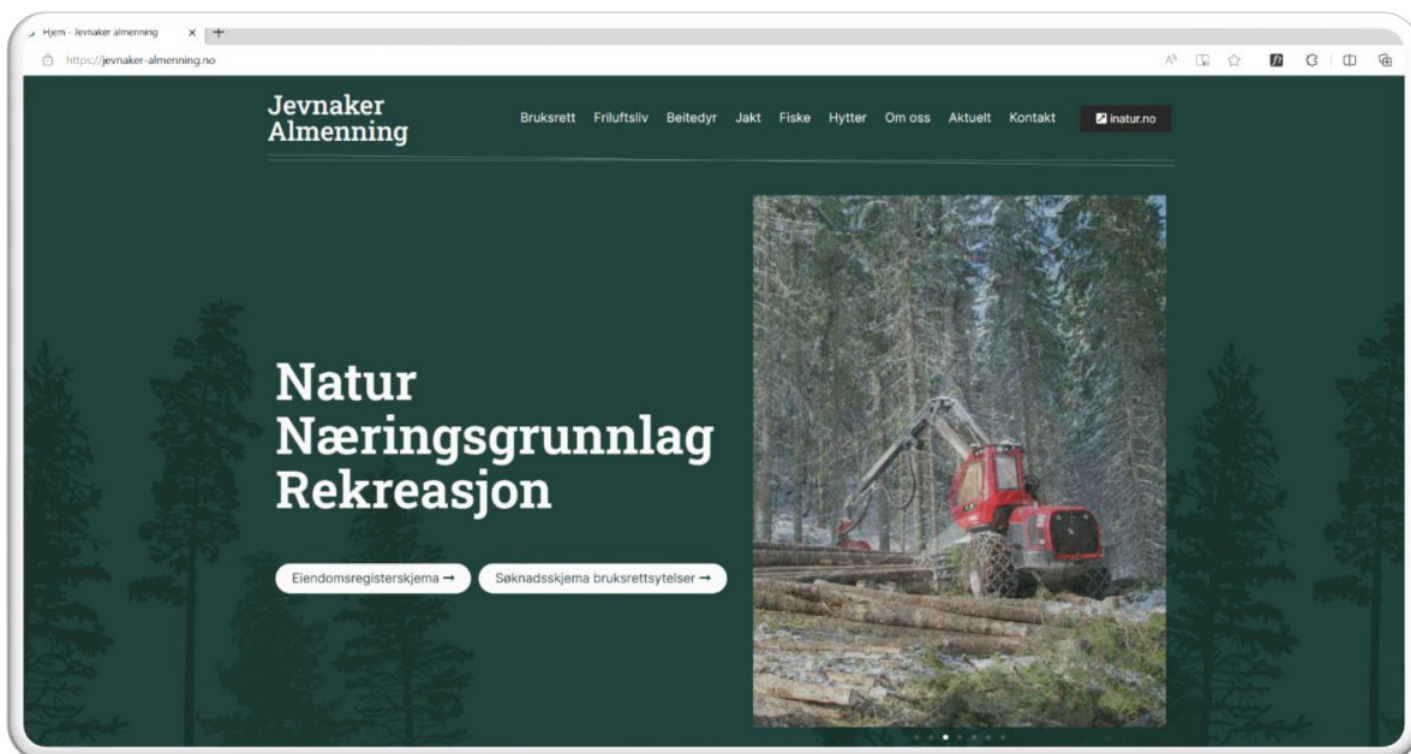 Hjem - Jevnaker almenning
https://jevnaker-almenning.no
Jevnaker
Almenning
Bruksrett Friluftsliv Beitedyr Jakt Fiske Hytter Om oss Aktuelt Kontakt inatur.no
Natur
Næringsgrunnlag
Rekreasjon
Eiendomsregisterskjema → Søknadsskjema bruksrettsytelser →